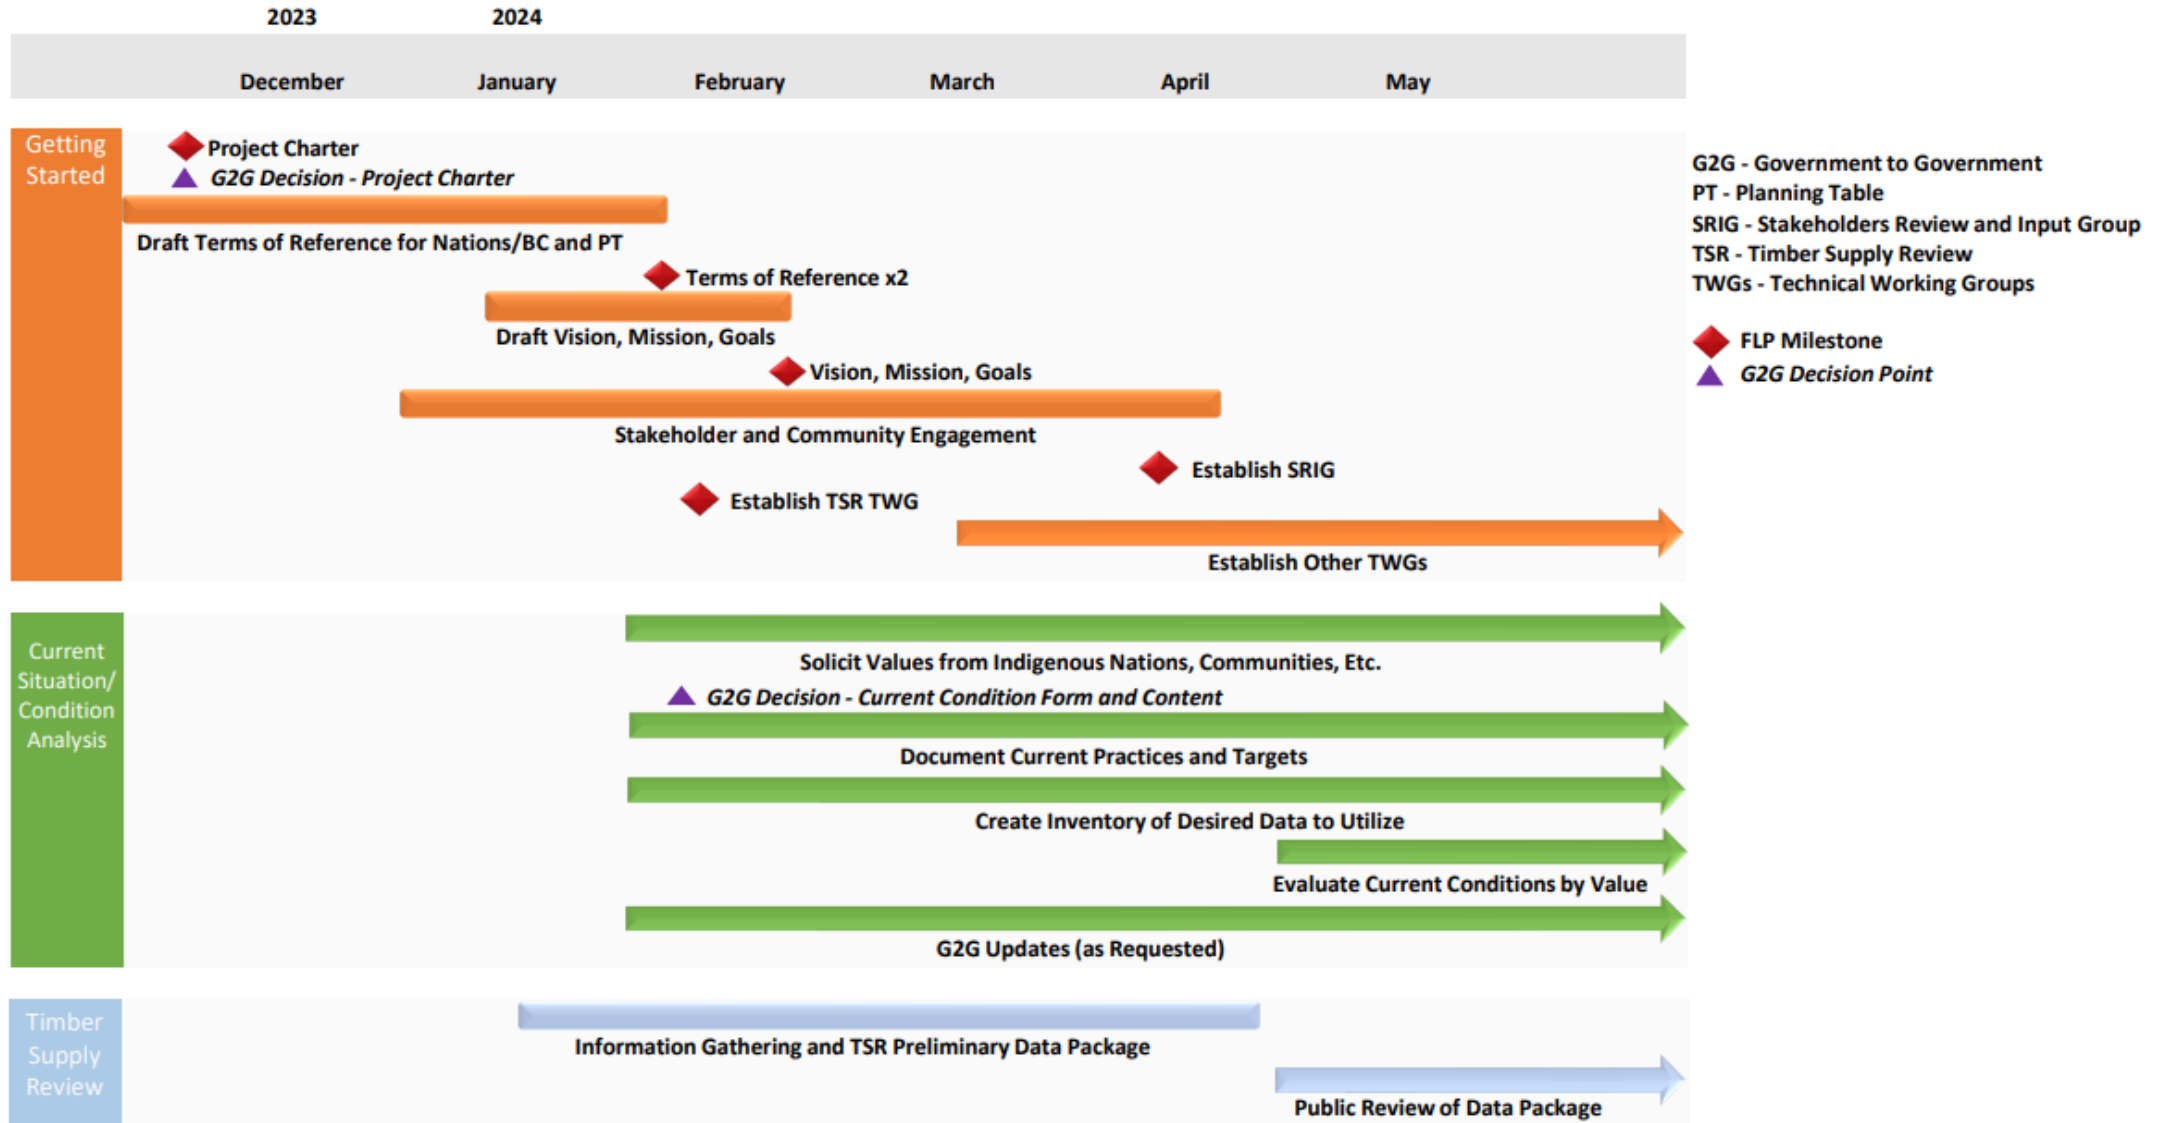 2023 2024
December January February March April May
Getting
Started
Project Charter
G2G Decision - Project Charter
Draft Terms of Reference for Nations/BC and PT
Terms of Reference x2
Draft Vision, Mission, Goals
Vision, Mission, Goals
Stakeholder and Community Engagement
Establish SRIG
Establish TSR TWG
Establish Other TWGs
G2G - Government to Government
PT - Planning Table
SRIG - Stakeholders Review and Input Group
TSR - Timber Supply Review
TWGs - Technical Working Groups
FLP Milestone
G2G Decision Point
Current
Situation/
Condition
Analysis
Solicit Values from Indigenous Nations, Communities, Etc.
G2G Decision - Current Condition Form and Content
Document Current Practices and Targets
Create Inventory of Desired Data to Utilize
Evaluate Current Conditions by Value
G2G Updates (as Requested)
Timber
Supply
Review
Information Gathering and TSR Preliminary Data Package
Public Review of Data Package